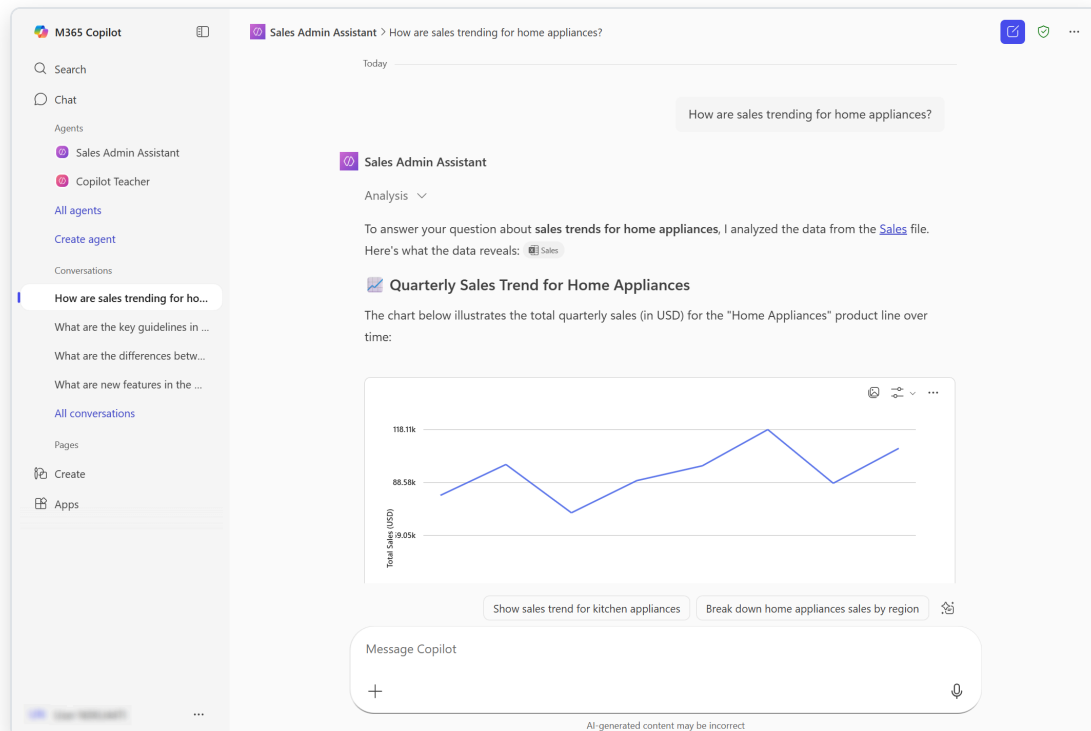 M365 Copilot
Search
Chat
Agents
Sales Admin Assistant
Copilot Teacher
All agents
Create agent
Conversations
How are sales trending for ho...
What are the key guidelines in ...
What are the differences betw...
What are new features in the ...
All conversations
Pages
Create
Apps
Sales Admin Assistant > How are sales trending for home appliances?
Today
How are sales trending for home appliances?
Sales Admin Assistant
Analysis
To answer your question about sales trends for home appliances, I analyzed the data from the Sales file.
Here's what the data reveals: Sales
Quarterly Sales Trend for Home Appliances
The chart below illustrates the total quarterly sales (in USD) for the "Home Appliances" product line over
time:
118.11k
88.58k
Total Sales (USD)
Show sales trend for kitchen appliances
Break down home appliances sales by region
Message Copilot
AI-generated content may be incorrect